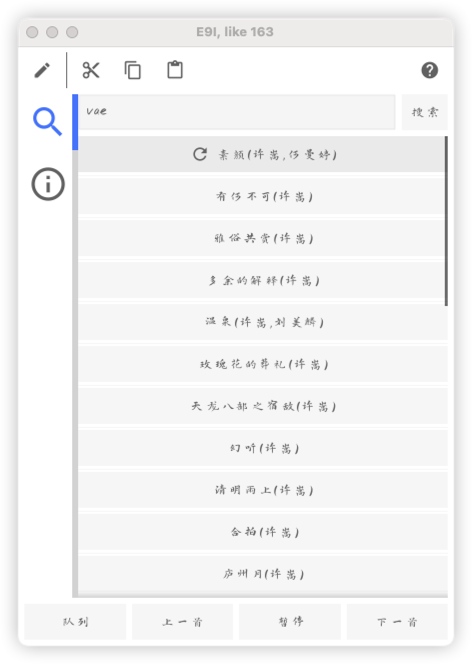 E9I, like 163
vae
搜索
素颜(许嵩,何曼婷)
有何不可(许嵩)
雅俗共赏(许嵩)
多余的解释(许嵩)
温泉(许嵩,刘美麟)
玫瑰花的葬礼(许嵩)
天龙八部之宿敌(许嵩)
幻听(许嵩)
清明雨上(许嵩)
合拍(许嵩)
庐州月(许嵩)
队列
上一首
暂停
下一首